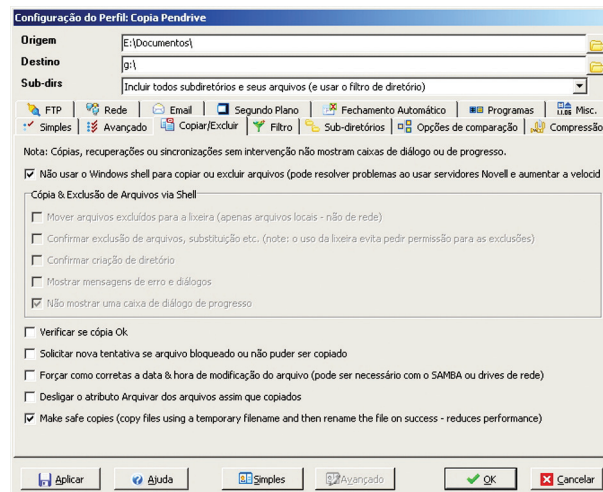 Configuração do Perfil: Copia Pendrive
Origem E:\Documentos\
Destino g:\
Sub-dirs Incluir todos subdiretórios e seus arquivos (e usar o filtro de diretório)
FTP Rede Email Segundo Plano Fechamento Automático Programas Misc.
Simples Avançado Copiar/Excluir Filtro Sub-diretórios Opções de comparação Compressão
Nota: Cópias, recuperações ou sincronizações sem intervenção não mostram caixas de diálogo ou de progresso.
Não usar o Windows shell para copiar ou excluir arquivos (pode resolver problemas ao usar servidores Novell e aumentar a velocid
Cópia & Exclusão de Arquivos via Shell
Mover arquivos excluídos para a lixeira (apenas arquivos locais - não de rede)
Confirmar exclusão de arquivos, substituição etc. (note: o uso da lixeira evita pedir permissão para as exclusões)
Confirmar criação de diretório
Mostrar mensagens de erro e diálogos
Não mostrar uma caixa de diálogo de progresso
Verificar se cópia Ok
Solicitar nova tentativa se arquivo bloqueado ou não puder ser copiado
Forçar como corretas a data & hora de modificação do arquivo (pode ser necessário com o SAMBA ou drives de rede)
Desligar o atributo Arquivar dos arquivos assim que copiados
Make safe copies (copy files using a temporary filename and then rename the file on success - reduces performance)
Aplicar Ajuda Simples Avançado OK Cancelar